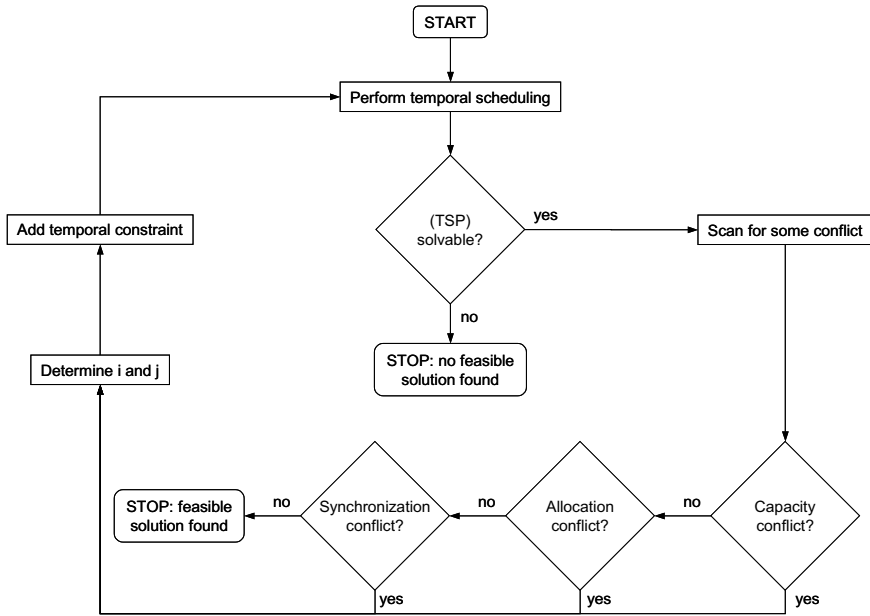 START
Perform temporal scheduling
(TSP)
solvable?
yes
Scan for some conflict
Add temporal constraint
no
STOP: no feasible
solution found
Determine i and j
Capacity
conflict?
no
Allocation
conflict?
no
Synchronization
conflict?
no
STOP: feasible
solution found
yes
yes
yes